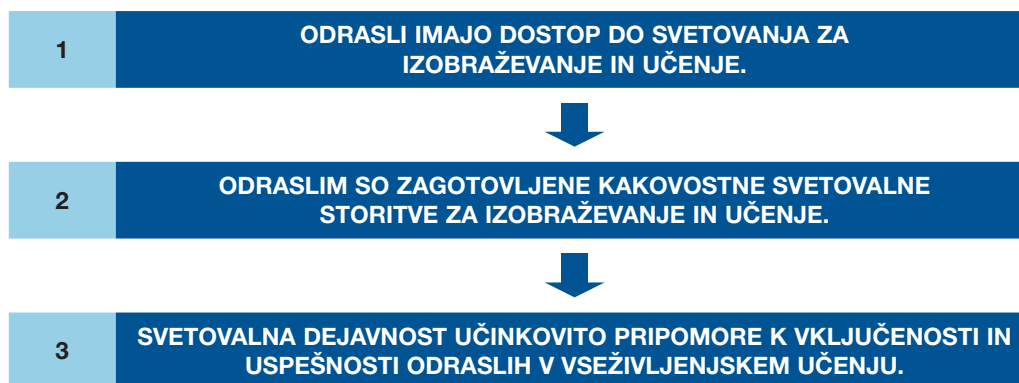 1
ODRASLI IMAJO DOSTOP DO SVETOVANJA ZA
IZOBRAŽEVANJE IN UČENJE.
2
ODRASLIM SO ZAGOTOVLJENE KAKOVOSTNE SVETOVALNE
STORITVE ZA IZOBRAŽEVANJE IN UČENJE.
3
SVETOVALNA DEJAVNOST UČINKOVITO PRIPOMORE K VKLJUČENOSTI IN
USPEŠNOSTI ODRASLIH V VSEŽIVLJENJSKEM UČENJU.